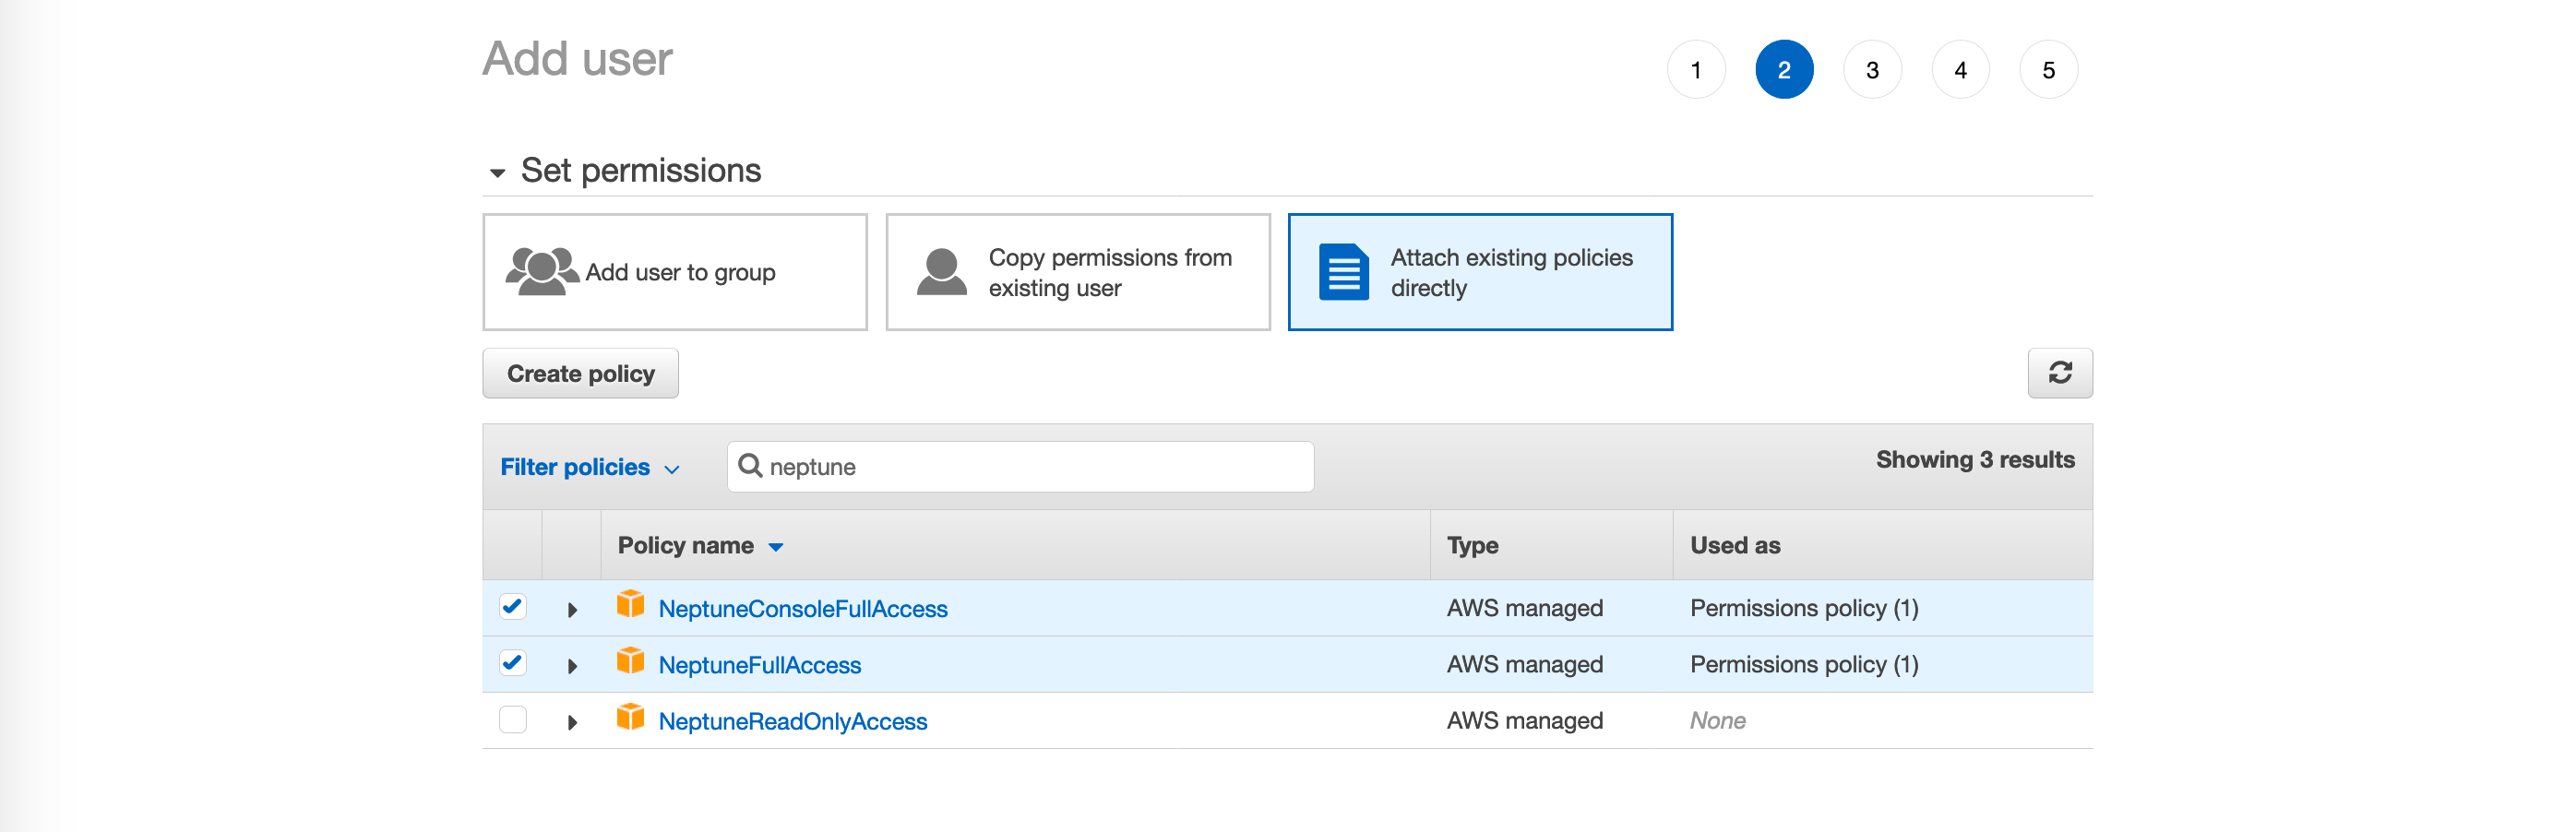 Add user
1 2 3 4 5
Set permissions
Add user to group
Copy permissions from
existing user
Attach existing policies
directly
Create policy
Filter policies
neptune
Showing 3 results
Policy name Type Used as
NeptuneConsoleFullAccess AWS managed Permissions policy (1)
NeptuneFullAccess AWS managed Permissions policy (1)
NeptuneReadOnlyAccess AWS managed None